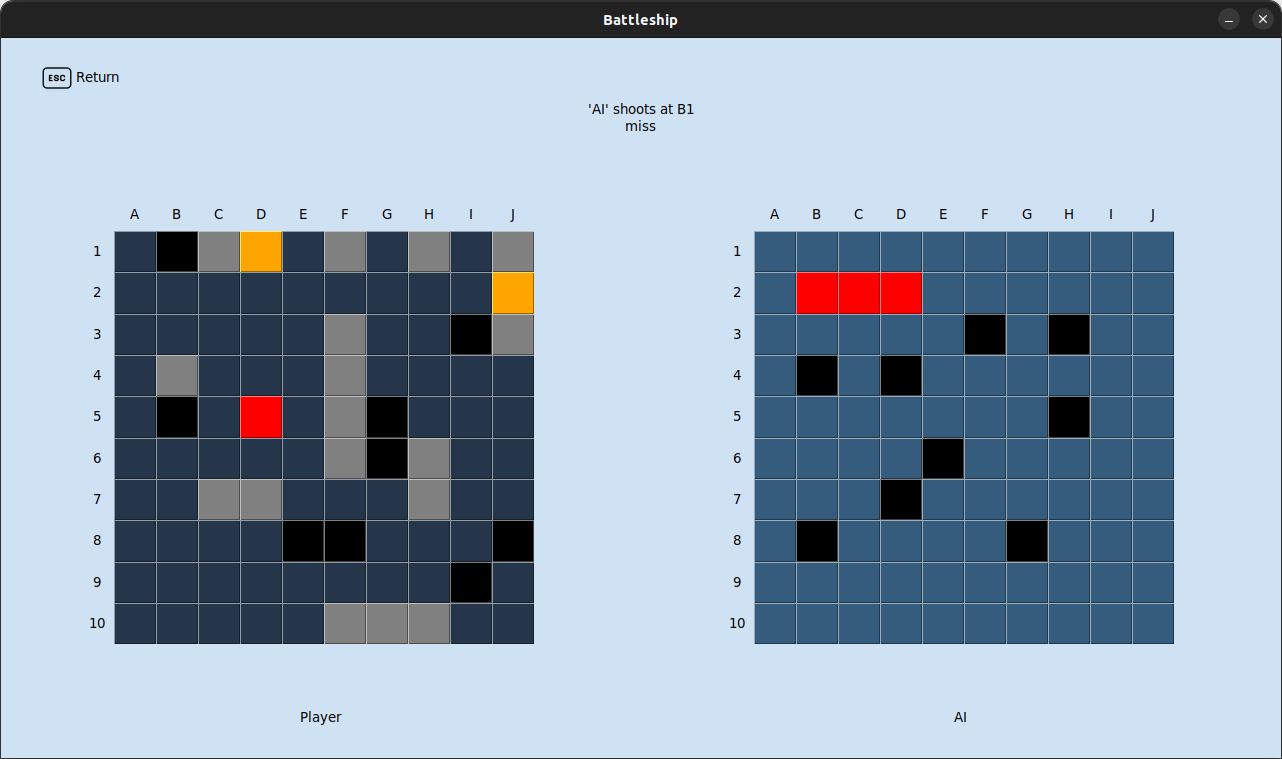 Battleship
ESC Return
'AI' shoots at B1
miss
A B C D E F G H I J
A B C D E F G H I J
1 1
2 2
3 3
4 4
5 5
6 6
7 7
8 8
9 9
10 10
Player
AI